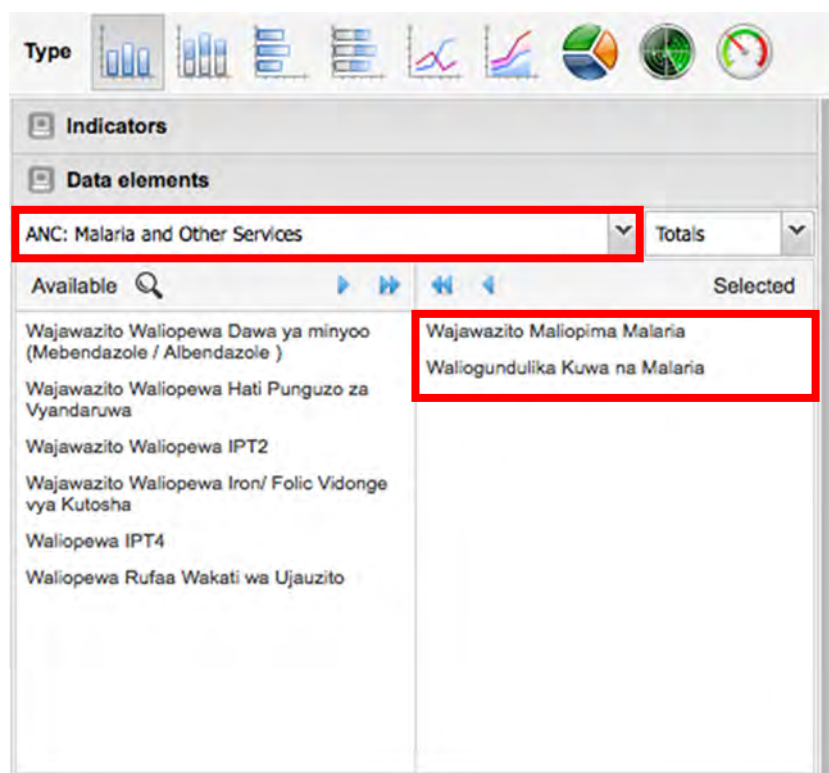 Type
Indicators
Data elements
ANC: Malaria and Other Services
Totals
Available
Selected
Wajawazito Waliopewa Dawa ya minyoo
(Mebendazole / Albendazole )
Wajawazito Waliopewa Hati Punguzo za
Vyandaruwa
Wajawazito Waliopewa IPT2
Wajawazito Waliopewa Iron/ Folic Vidonge
vya Kutosha
Waliopewa IPT4
Waliopewa Rufaa Wakati wa Ujauzito
Wajawazito Maliopima Malaria
Waliogundulika Kuwa na Malaria